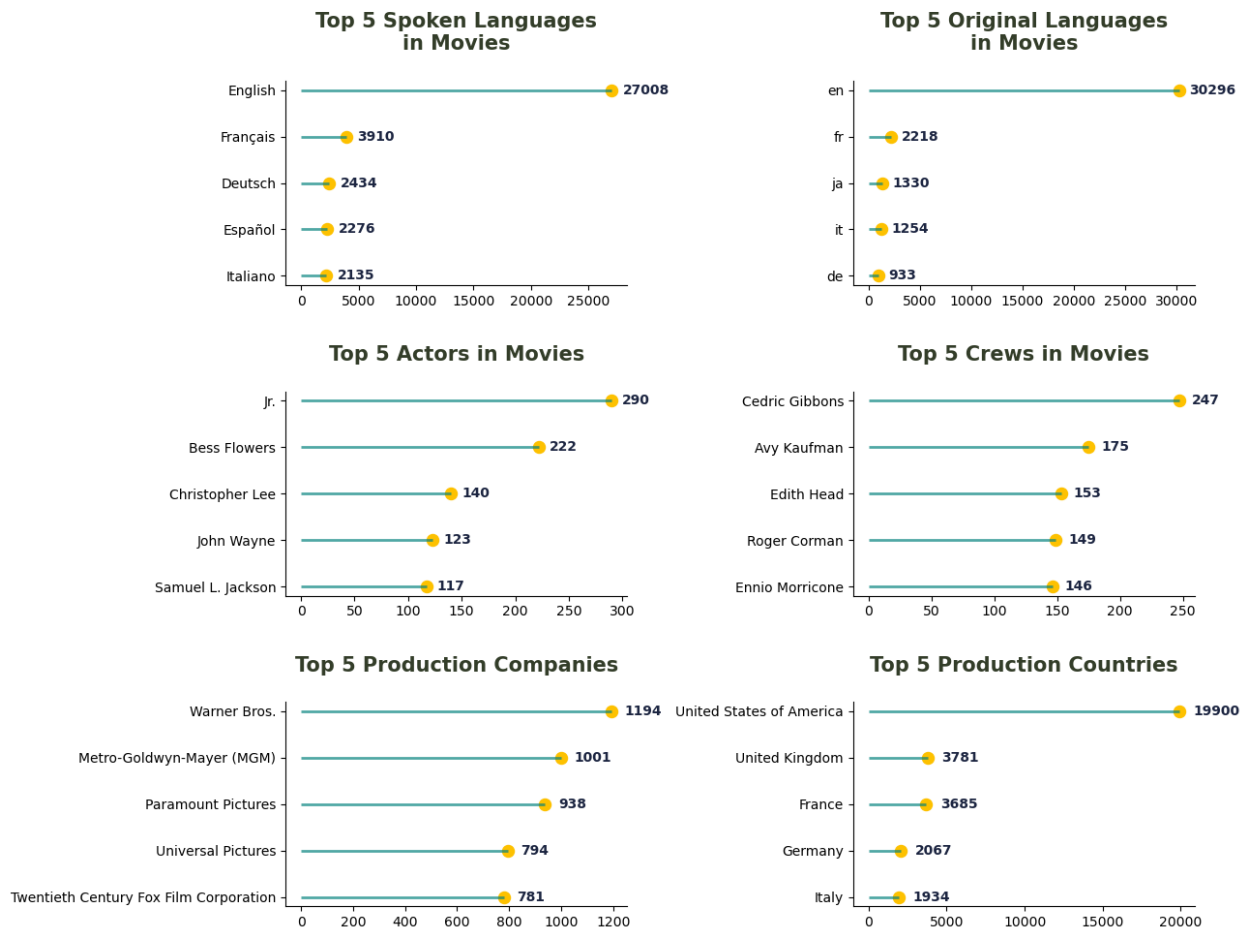 Top 5 Spoken Languages
in Movies
English
27008
Français
3910
Deutsch
2434
Español
2276
Italiano
2135
0 5000 10000 15000 20000 25000
Top 5 Original Languages
in Movies
en
30296
fr
2218
ja
1330
it
1254
de
933
0 5000 10000 15000 20000 25000 30000
Top 5 Actors in Movies
Jr.
290
Bess Flowers
222
Christopher Lee
140
John Wayne
123
Samuel L. Jackson
117
0 50 100 150 200 250 300
Top 5 Crews in Movies
Cedric Gibbons
247
Avy Kaufman
175
Edith Head
153
Roger Corman
149
Ennio Morricone
146
0 50 100 150 200 250
Top 5 Production Companies
Warner Bros.
1194
Metro-Goldwyn-Mayer (MGM)
1001
Paramount Pictures
938
Universal Pictures
794
Twentieth Century Fox Film Corporation
781
0 200 400 600 800 1000 1200
Top 5 Production Countries
United States of America
19900
United Kingdom
3781
France
3685
Germany
2067
Italy
1934
0 5000 10000 15000 20000